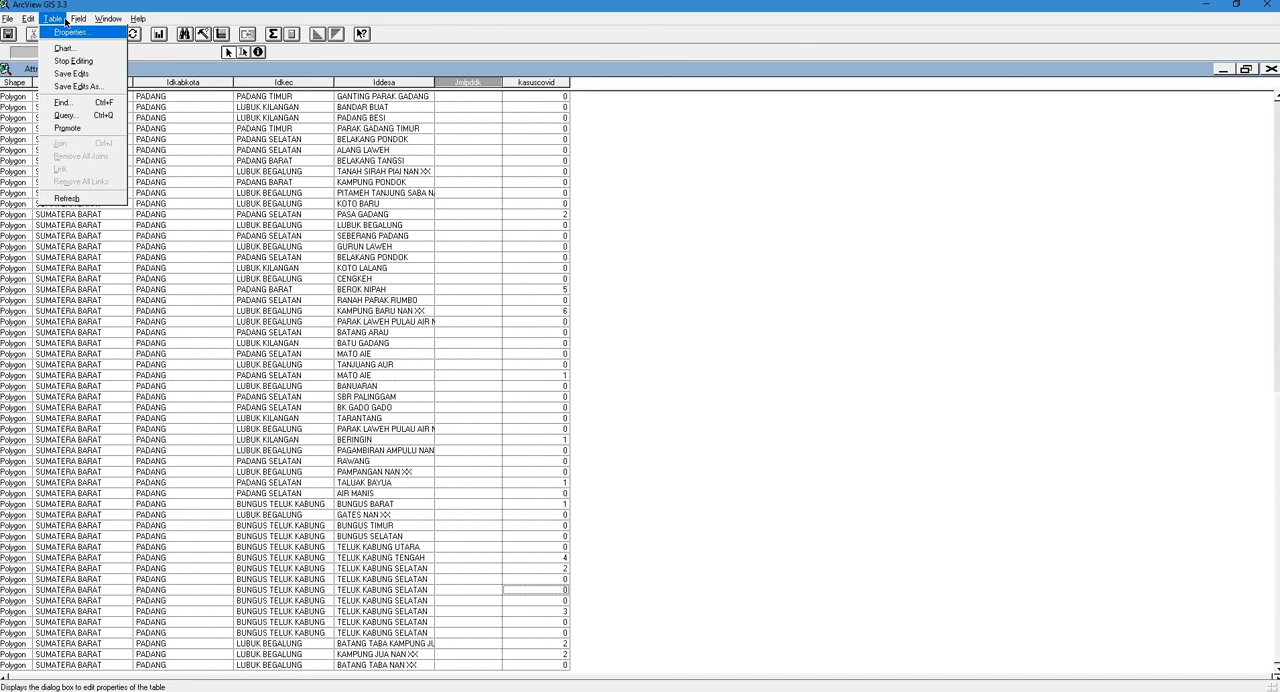 ArcView GIS 3.3
File Edit Table Field Window Help
Properties...
Chart...
Stop Editing
Save Edits
Save Edits As...
Find... Ctrl+F
Query... Ctrl+Q
Promote
Join Ctrl+J
Remove All Joins
Link
Remove All Links
Refresh
Attr
Shape Idkabkota Idkec Iddesa Jmlpddk kasuscovid
Polygon S PADANG PADANG TIMUR GANTING PARAK GADANG 0
Polygon S PADANG LUBUK KILANGAN BANDAR BUAT 0
Polygon S PADANG LUBUK KILANGAN PADANG BESI 0
Polygon S PADANG PADANG TIMUR PARAK GADANG TIMUR 0
Polygon S PADANG PADANG SELATAN BELAKANG PONDOK 0
Polygon S PADANG PADANG SELATAN ALANG LAWEH 0
Polygon S PADANG PADANG BARAT BELAKANG TANGSI 0
Polygon S PADANG LUBUK BEGALUNG TANAH SIRAH PIAI NAN XX 0
Polygon S PADANG PADANG BARAT KAMPUNG PONDOK 0
Polygon S PADANG LUBUK BEGALUNG PITAMEH TANJUNG SABA NA 0
Polygon S PADANG LUBUK BEGALUNG KOTO BARU 0
Polygon SUMATERA BARAT PADANG PADANG SELATAN PASA GADANG 2
Polygon SUMATERA BARAT PADANG LUBUK BEGALUNG LUBUK BEGALUNG 0
Polygon SUMATERA BARAT PADANG PADANG SELATAN SEBERANG PADANG 0
Polygon SUMATERA BARAT PADANG LUBUK BEGALUNG GURUN LAWEH 0
Polygon SUMATERA BARAT PADANG PADANG SELATAN BELAKANG PONDOK 0
Polygon SUMATERA BARAT PADANG LUBUK KILANGAN KOTO LALANG 0
Polygon SUMATERA BARAT PADANG LUBUK BEGALUNG CENGKEH 0
Polygon SUMATERA BARAT PADANG PADANG BARAT BEROK NIPAH 5
Polygon SUMATERA BARAT PADANG PADANG SELATAN RANAH PARAK RUMBO 0
Polygon SUMATERA BARAT PADANG LUBUK BEGALUNG KAMPUNG BARU NAN XX 6
Polygon SUMATERA BARAT PADANG LUBUK BEGALUNG PARAK LAWEH PULAU AIR N 0
Polygon SUMATERA BARAT PADANG PADANG SELATAN BATANG ARAU 0
Polygon SUMATERA BARAT PADANG LUBUK KILANGAN BATU GADANG 0
Polygon SUMATERA BARAT PADANG PADANG SELATAN MATO AIE 0
Polygon SUMATERA BARAT PADANG LUBUK BEGALUNG TANJUANG AUR 0
Polygon SUMATERA BARAT PADANG PADANG SELATAN MATO AIE 1
Polygon SUMATERA BARAT PADANG LUBUK BEGALUNG BANUARAN 0
Polygon SUMATERA BARAT PADANG PADANG SELATAN SBR PALINGGAM 0
Polygon SUMATERA BARAT PADANG PADANG SELATAN BK GADO GADO 0
Polygon SUMATERA BARAT PADANG LUBUK KILANGAN TARANTANG 0
Polygon SUMATERA BARAT PADANG LUBUK BEGALUNG PARAK LAWEH PULAU AIR N 0
Polygon SUMATERA BARAT PADANG LUBUK KILANGAN BERINGIN 1
Polygon SUMATERA BARAT PADANG LUBUK BEGALUNG PAGAMBIRAN AMPULU NAN 0
Polygon SUMATERA BARAT PADANG PADANG SELATAN RAWANG 0
Polygon SUMATERA BARAT PADANG LUBUK BEGALUNG PAMPANGAN NAN XX 0
Polygon SUMATERA BARAT PADANG PADANG SELATAN TALUAK BAYUA 1
Polygon SUMATERA BARAT PADANG PADANG SELATAN AIR MANIS 0
Polygon SUMATERA BARAT PADANG BUNGUS TELUK KABUNG BUNGUS BARAT 1
Polygon SUMATERA BARAT PADANG LUBUK BEGALUNG GATES NAN XX 0
Polygon SUMATERA BARAT PADANG BUNGUS TELUK KABUNG BUNGUS TIMUR 0
Polygon SUMATERA BARAT PADANG BUNGUS TELUK KABUNG BUNGUS SELATAN 0
Polygon SUMATERA BARAT PADANG BUNGUS TELUK KABUNG TELUK KABUNG UTARA 0
Polygon SUMATERA BARAT PADANG BUNGUS TELUK KABUNG TELUK KABUNG TENGAH 4
Polygon SUMATERA BARAT PADANG BUNGUS TELUK KABUNG TELUK KABUNG SELATAN 2
Polygon SUMATERA BARAT PADANG BUNGUS TELUK KABUNG TELUK KABUNG SELATAN 0
Polygon SUMATERA BARAT PADANG BUNGUS TELUK KABUNG TELUK KABUNG SELATAN 0
Polygon SUMATERA BARAT PADANG BUNGUS TELUK KABUNG TELUK KABUNG SELATAN 0
Polygon SUMATERA BARAT PADANG BUNGUS TELUK KABUNG TELUK KABUNG SELATAN 3
Polygon SUMATERA BARAT PADANG BUNGUS TELUK KABUNG TELUK KABUNG SELATAN 0
Polygon SUMATERA BARAT PADANG BUNGUS TELUK KABUNG TELUK KABUNG SELATAN 0
Polygon SUMATERA BARAT PADANG LUBUK BEGALUNG BATANG TABA KAMPUNG JU 2
Polygon SUMATERA BARAT PADANG LUBUK BEGALUNG KAMPUNG JUA NAN XX 2
Polygon SUMATERA BARAT PADANG LUBUK BEGALUNG BATANG TABA NAN XX 0
Displays the dialog box to edit properties of the table